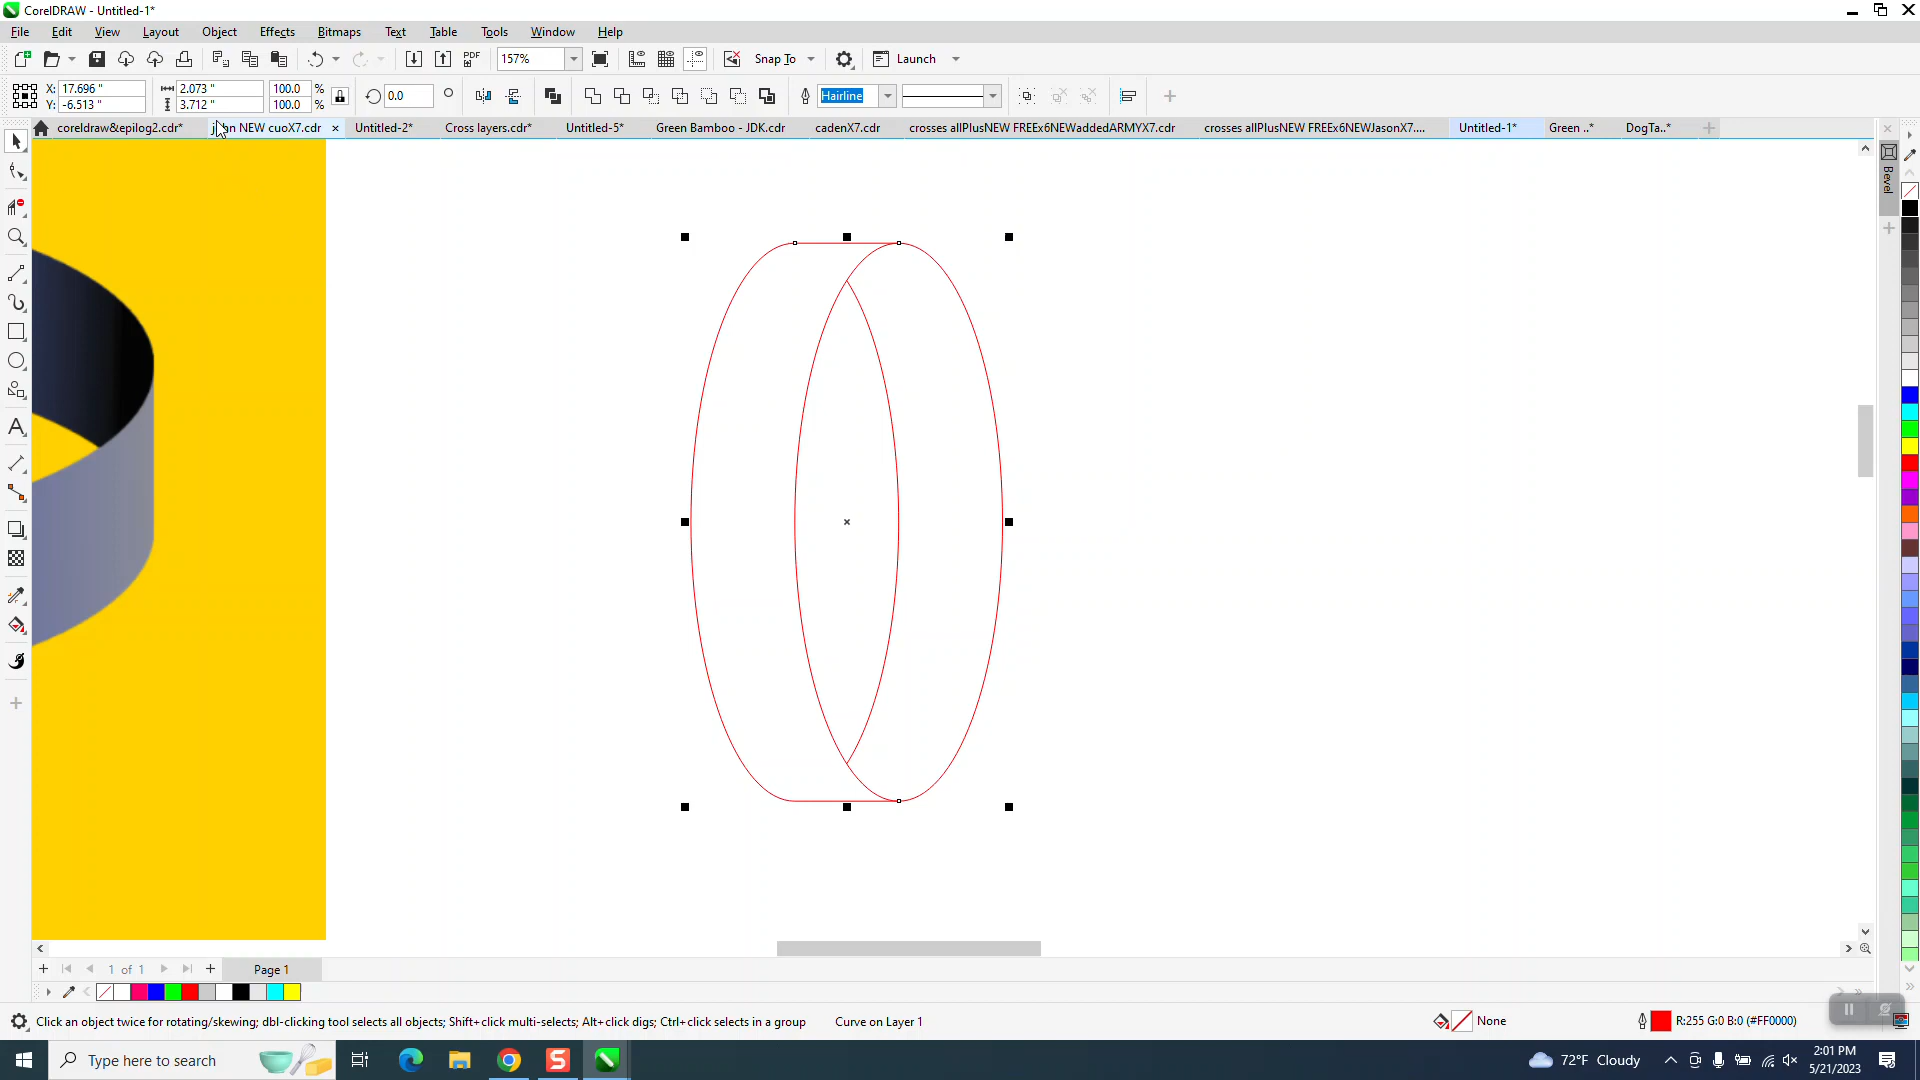 CorelDRAW - Untitled-1*
File Edit View Layout Object Effects Bitmaps Text Table Tools Window Help
157% PDF Snap To Launch
X: 17.696 " 2.073 " 100.0 % 0.0 Hairline
Y: -6.513 " 3.712 " 100.0 %
coreldraw&epilog2.cdr* NEW cuoX7.cdr Untitled-2* Cross layers.cdr* Untitled-5* Green Bamboo - JDK.cdr cadenX7.cdr crosses allPlusNEW FREEx6NEWaddedARMYX7.cdr crosses allPlusNEW FREEx6NEWJasonX7.... Untitled-1* Green ..* DogTa..*
Bevel
1 of 1 Page 1
Click an object twice for rotating/skewing; dbl-clicking tool selects all objects; Shift+click multi-selects; Alt+click digs; Ctrl+click selects in a group Curve on Layer 1 None R:255 G:0 B:0 (#FF0000)
Type here to search 72°F Cloudy 2:01 PM
5/21/2023